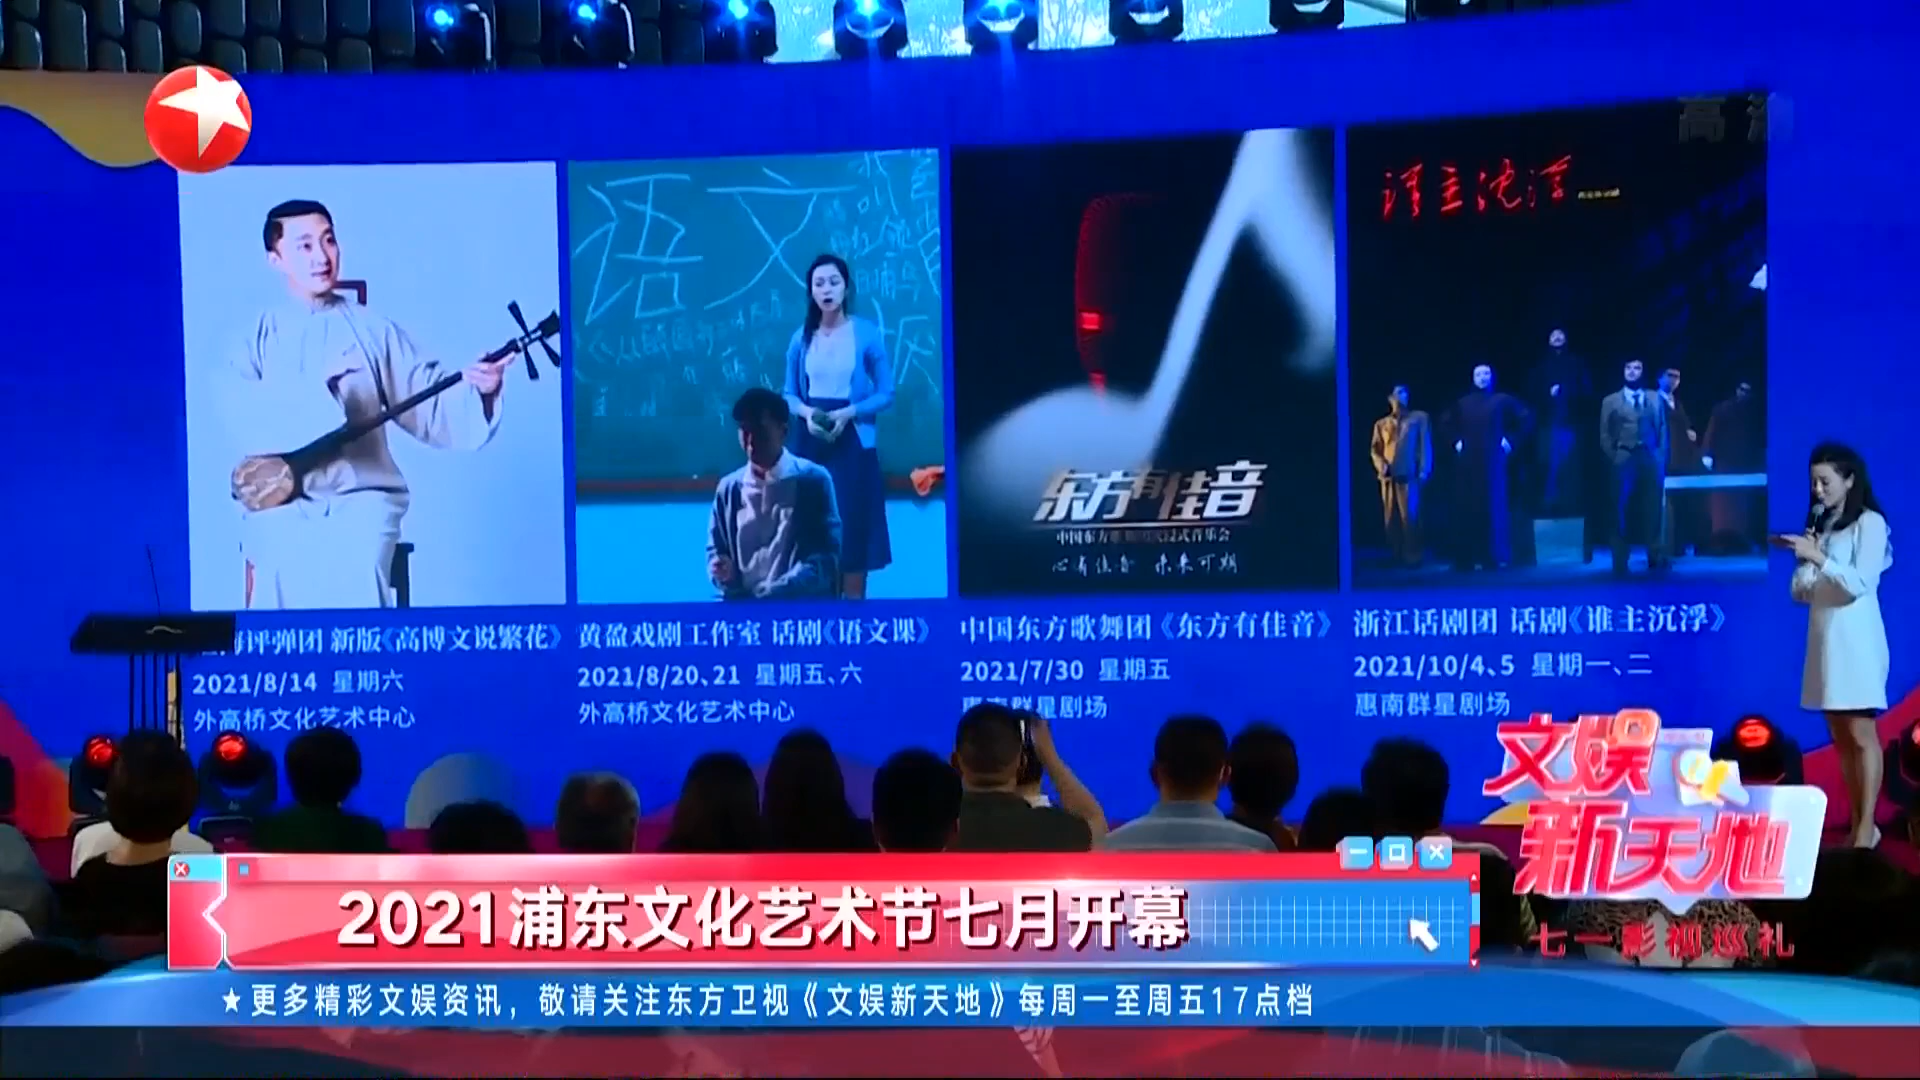 高清
语文
谁主沈浮
东方有佳音
心有佳音 未来可期
海评弹团 新版《高博文说繁花》
2021/8/14 星期六
外高桥文化艺术中心
黄盈戏剧工作室 话剧《语文课》
2021/8/20、21 星期五、六
外高桥文化艺术中心
中国东方歌舞团《东方有佳音》
2021/7/30 星期五
惠南群星剧场
浙江话剧团 话剧《谁主沉浮》
2021/10/4、5 星期一、二
惠南群星剧场
文娱
新天地
七一影视巡礼
2021浦东文化艺术节七月开幕
★更多精彩文娱资讯，敬请关注东方卫视《文娱新天地》每周一至周五17点档